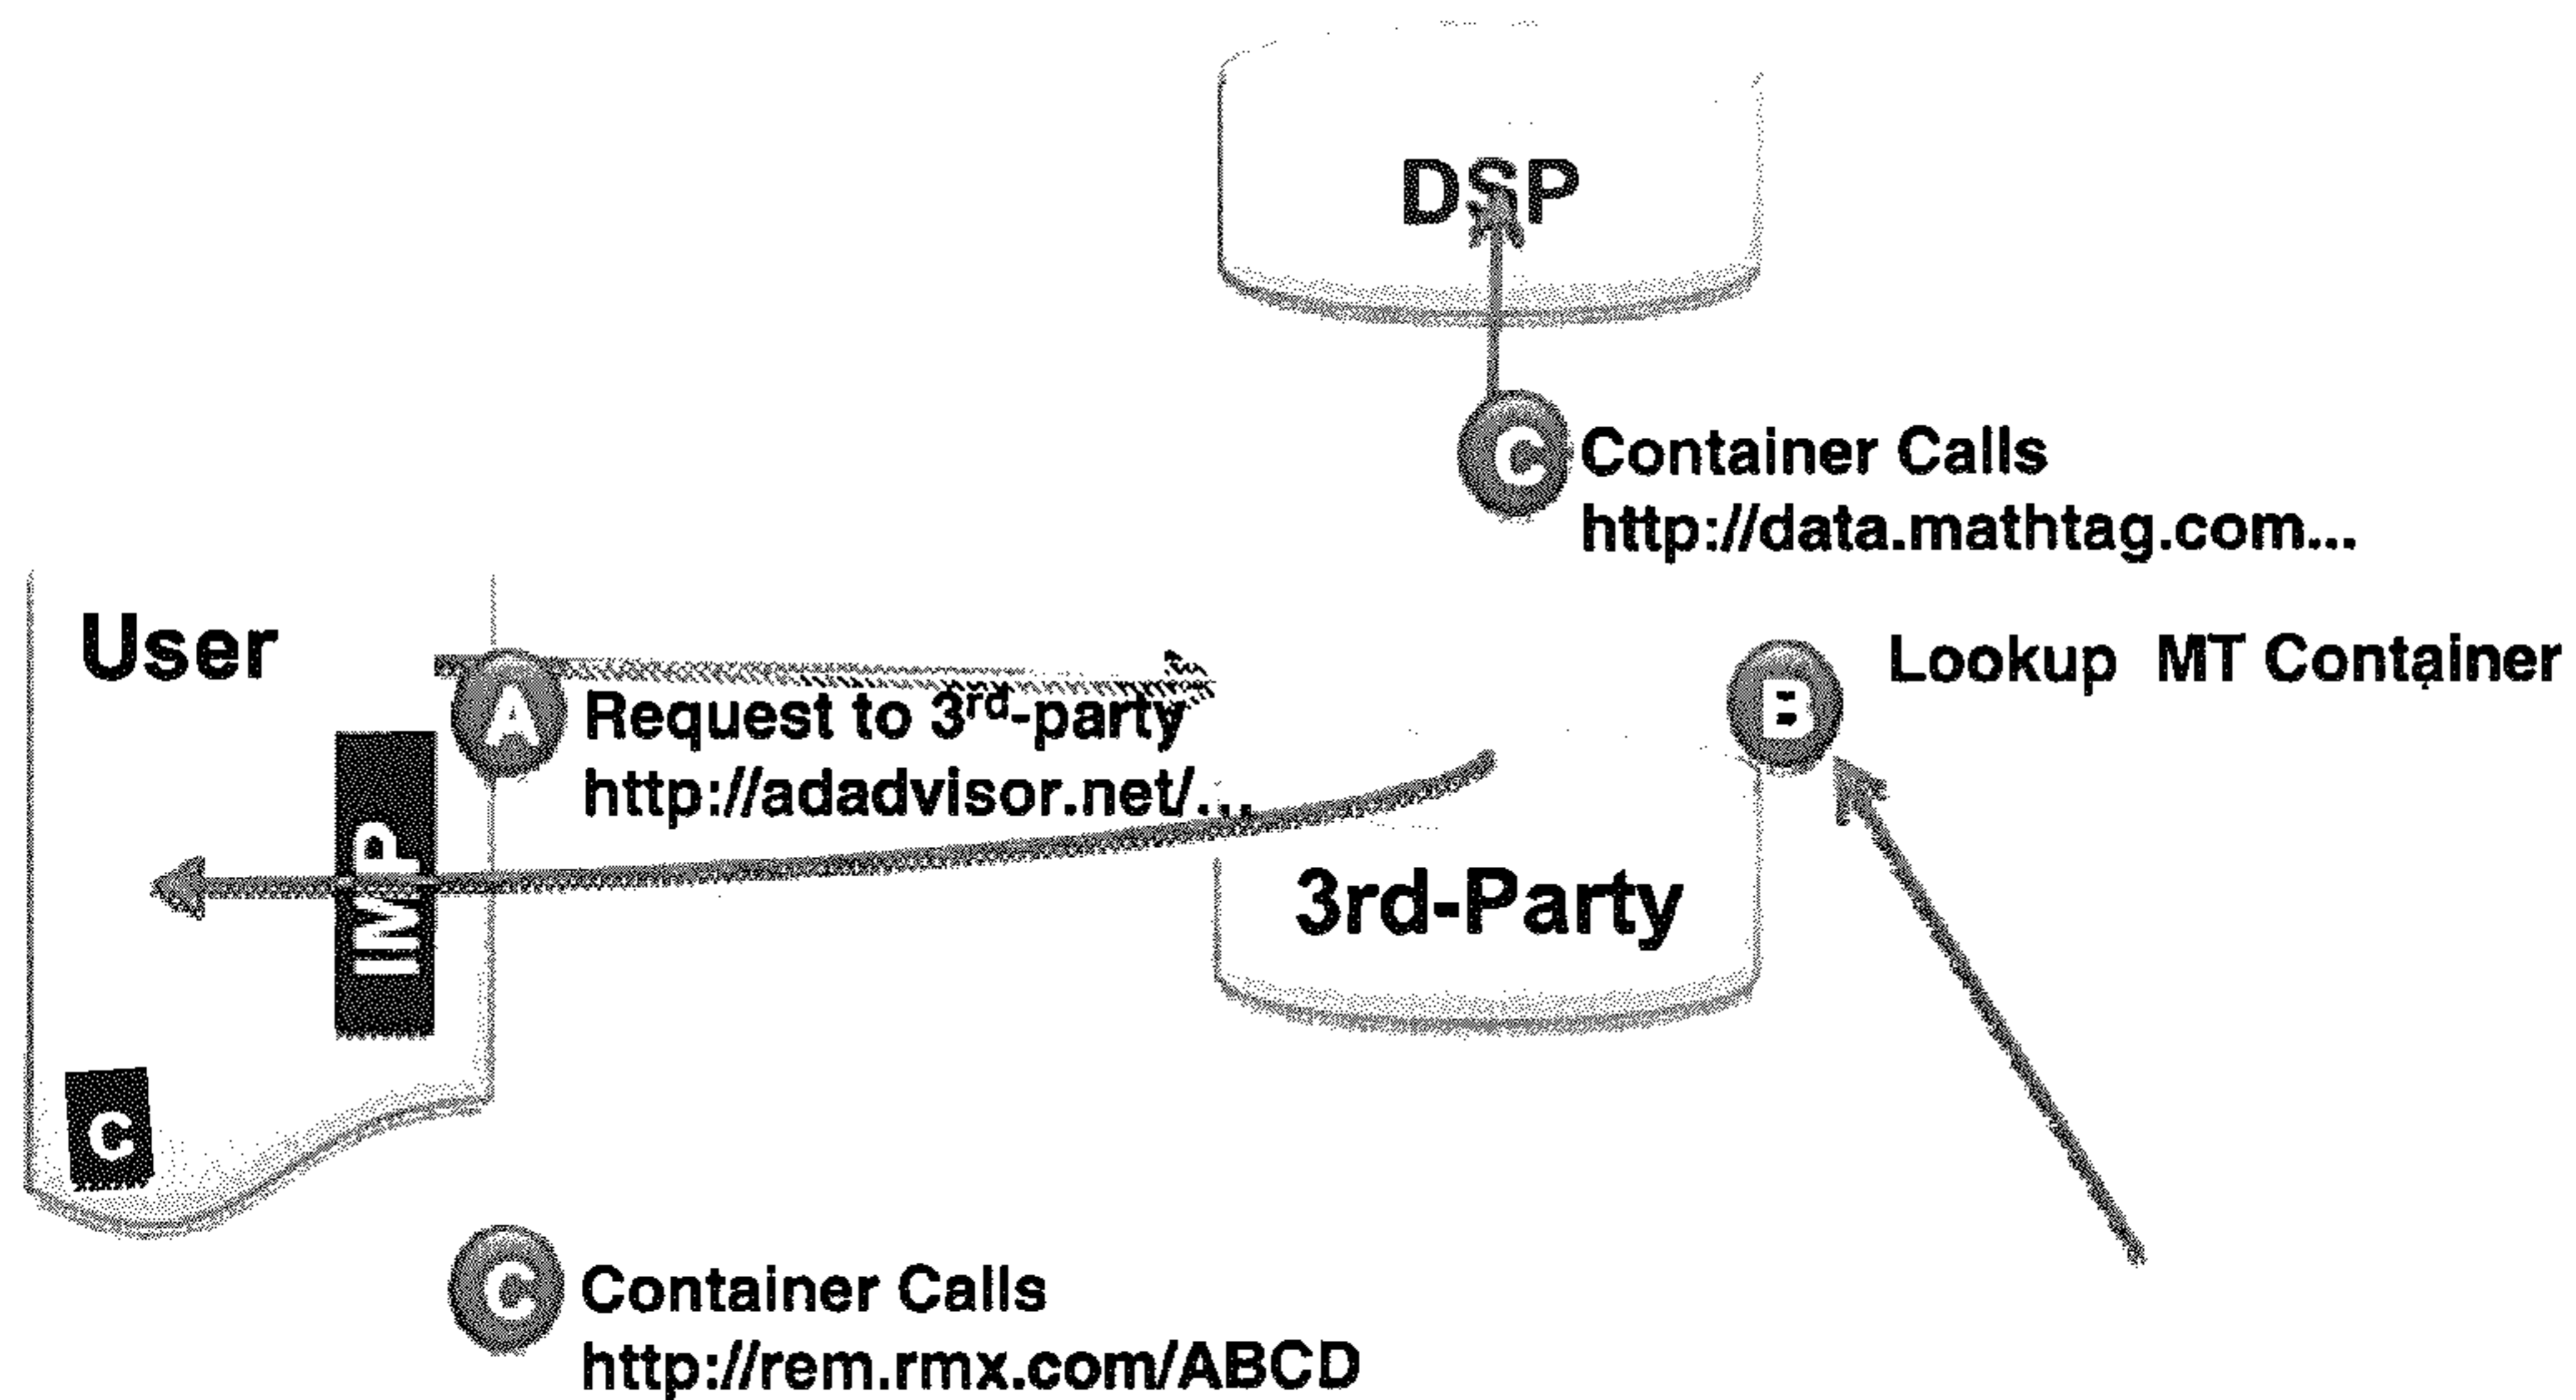 DSP
C
Container Calls
http://data.mathtag.com...
User
A
Request to 3rd-party
http://adadvisor.net/...
B
Lookup MT Container
IMP
3rd-Party
c
C
Container Calls
http://rem.rmx.com/ABCD